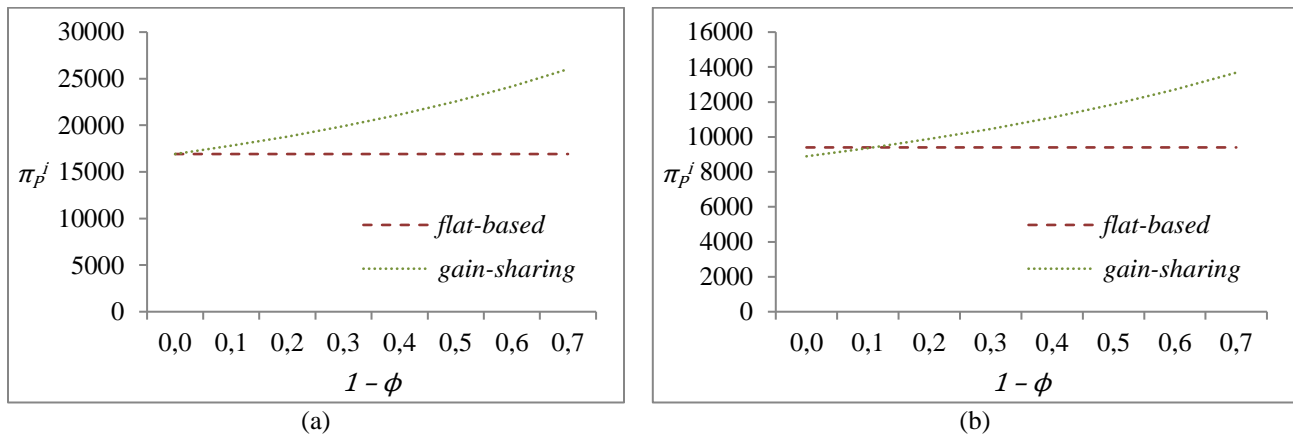 30000
25000
20000
15000
10000
5000
0
π_P^j
flat-based
gain-sharing
0,0 0,1 0,2 0,3 0,4 0,5 0,6 0,7
1 – ϕ
(a)
16000
14000
12000
10000
8000
6000
4000
2000
0
π_P^j
flat-based
gain-sharing
0,0 0,1 0,2 0,3 0,4 0,5 0,6 0,7
1 – ϕ
(b)